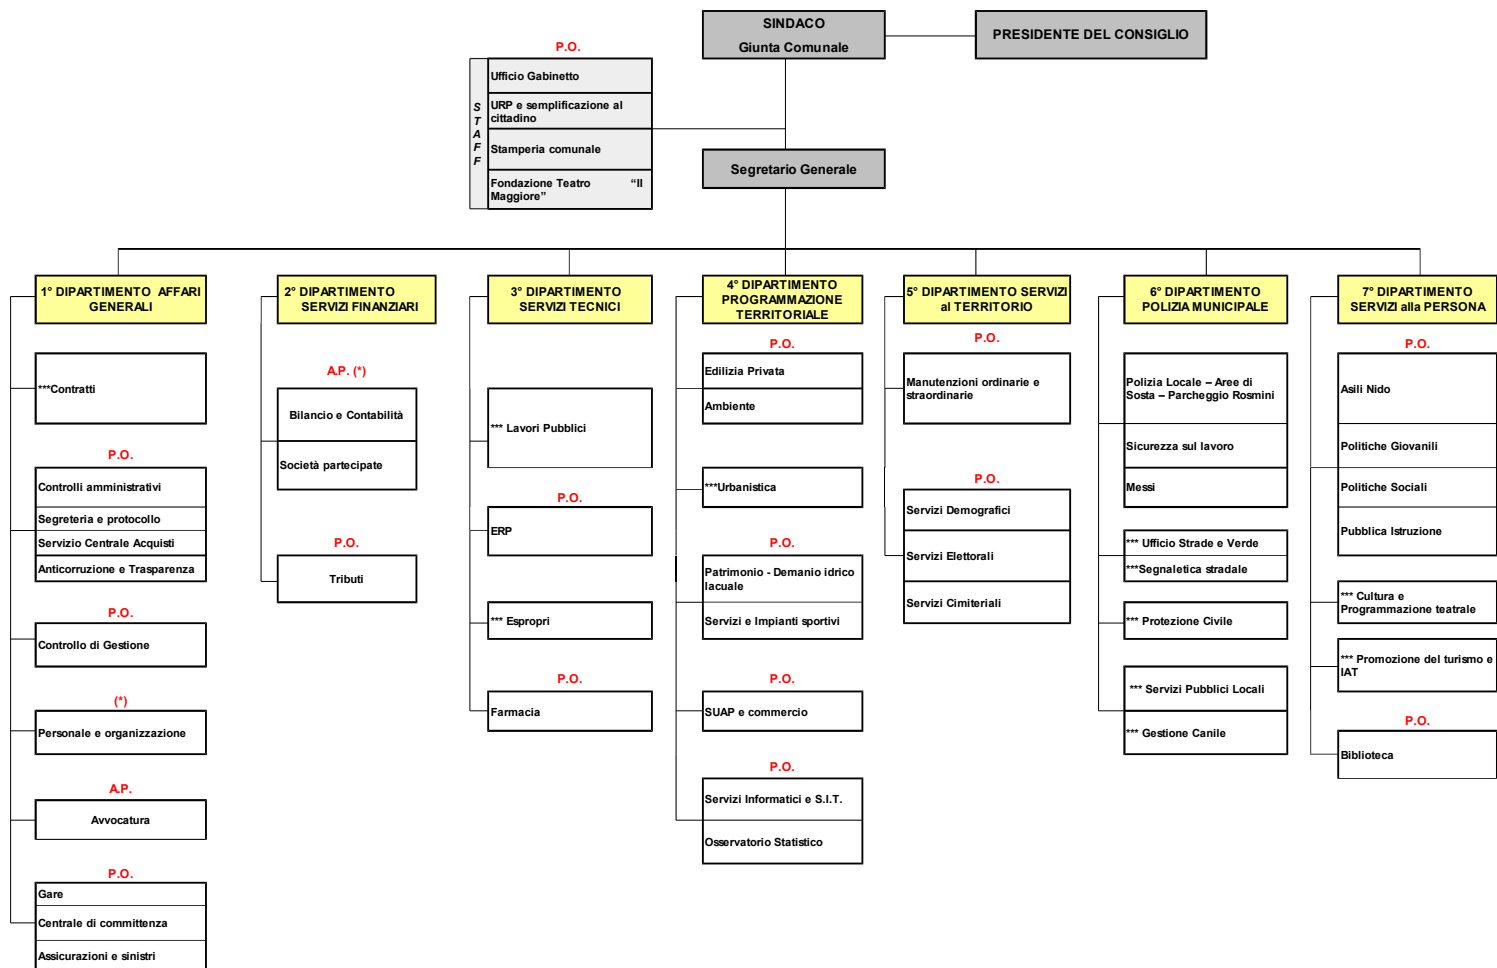 SINDACO
Giunta Comunale
PRESIDENTE DEL CONSIGLIO
P.O.
STAFF
Ufficio Gabinetto
URP e semplificazione al
cittadino
Stamperia comunale
Fondazione Teatro "Il
Maggiore"
Segretario Generale
1° DIPARTIMENTO AFFARI
GENERALI
***Contratti
P.O.
Controlli amministrativi
Segreteria e protocollo
Servizio Centrale Acquisti
Anticorruzione e Trasparenza
P.O.
Controllo di Gestione
(*)
Personale e organizzazione
A.P.
Avvocatura
P.O.
Gare
Centrale di committenza
Assicurazioni e sinistri
2° DIPARTIMENTO
SERVIZI FINANZIARI
A.P. (*)
Bilancio e Contabilità
Società partecipate
P.O.
Tributi
3° DIPARTIMENTO
SERVIZI TECNICI
*** Lavori Pubblici
P.O.
ERP
*** Espropri
P.O.
Farmacia
4° DIPARTIMENTO
PROGRAMMAZIONE
TERRITORIALE
P.O.
Edilizia Privata
Ambiente
***Urbanistica
P.O.
Patrimonio - Demanio idrico
lacuale
Servizi e Impianti sportivi
P.O.
SUAP e commercio
P.O.
Servizi Informatici e S.I.T.
Osservatorio Statistico
5° DIPARTIMENTO SERVIZI
al TERRITORIO
P.O.
Manutenzioni ordinarie e
straordinarie
P.O.
Servizi Demografici
Servizi Elettorali
Servizi Cimiteriali
6° DIPARTIMENTO
POLIZIA MUNICIPALE
Polizia Locale – Aree di
Sosta – Parcheggio Rosmini
Sicurezza sul lavoro
Messi
*** Ufficio Strade e Verde
***Segnaletica stradale
*** Protezione Civile
*** Servizi Pubblici Locali
*** Gestione Canile
7° DIPARTIMENTO
SERVIZI alla PERSONA
P.O.
Asili Nido
Politiche Giovanili
Politiche Sociali
Pubblica Istruzione
*** Cultura e
Programmazione teatrale
*** Promozione del turismo e
IAT
P.O.
Biblioteca